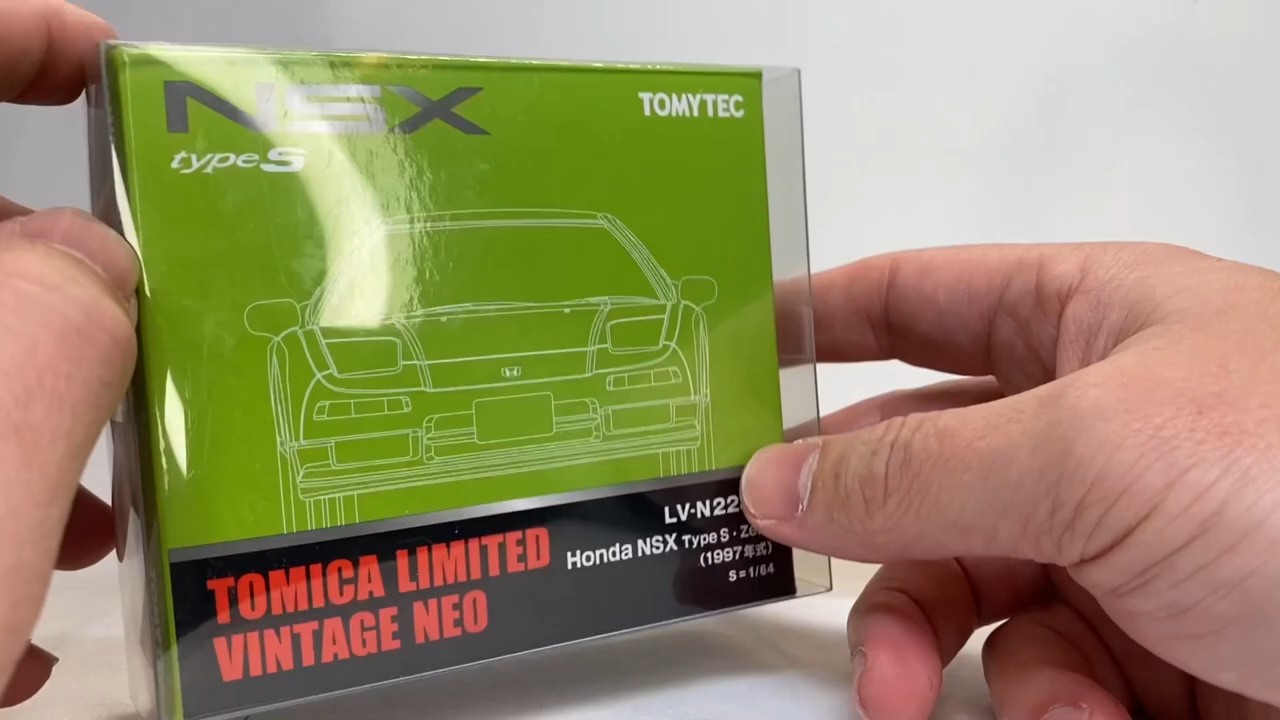 NSX
TOMYTEC
type S
LV-N22
Honda NSX Type S・Ze
(1997年式)
S=1/64
TOMICA LIMITED
VINTAGE NEO